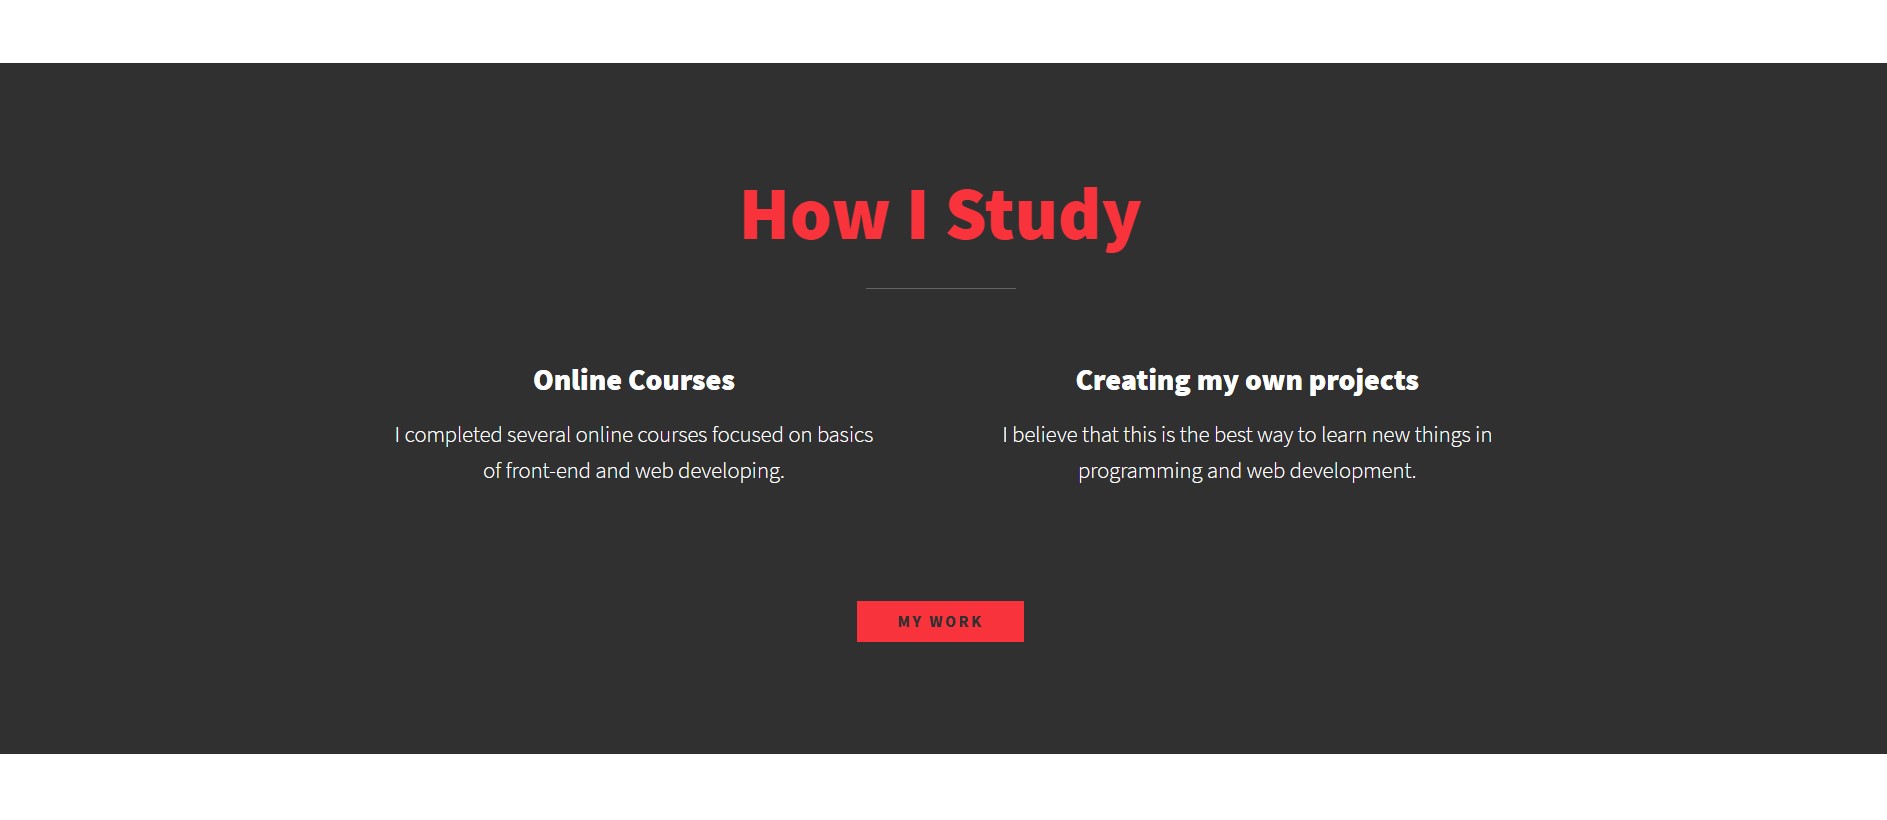 How I Study
Online Courses
I completed several online courses focused on basics
of front-end and web developing.
Creating my own projects
I believe that this is the best way to learn new things in
programming and web development.
MY WORK